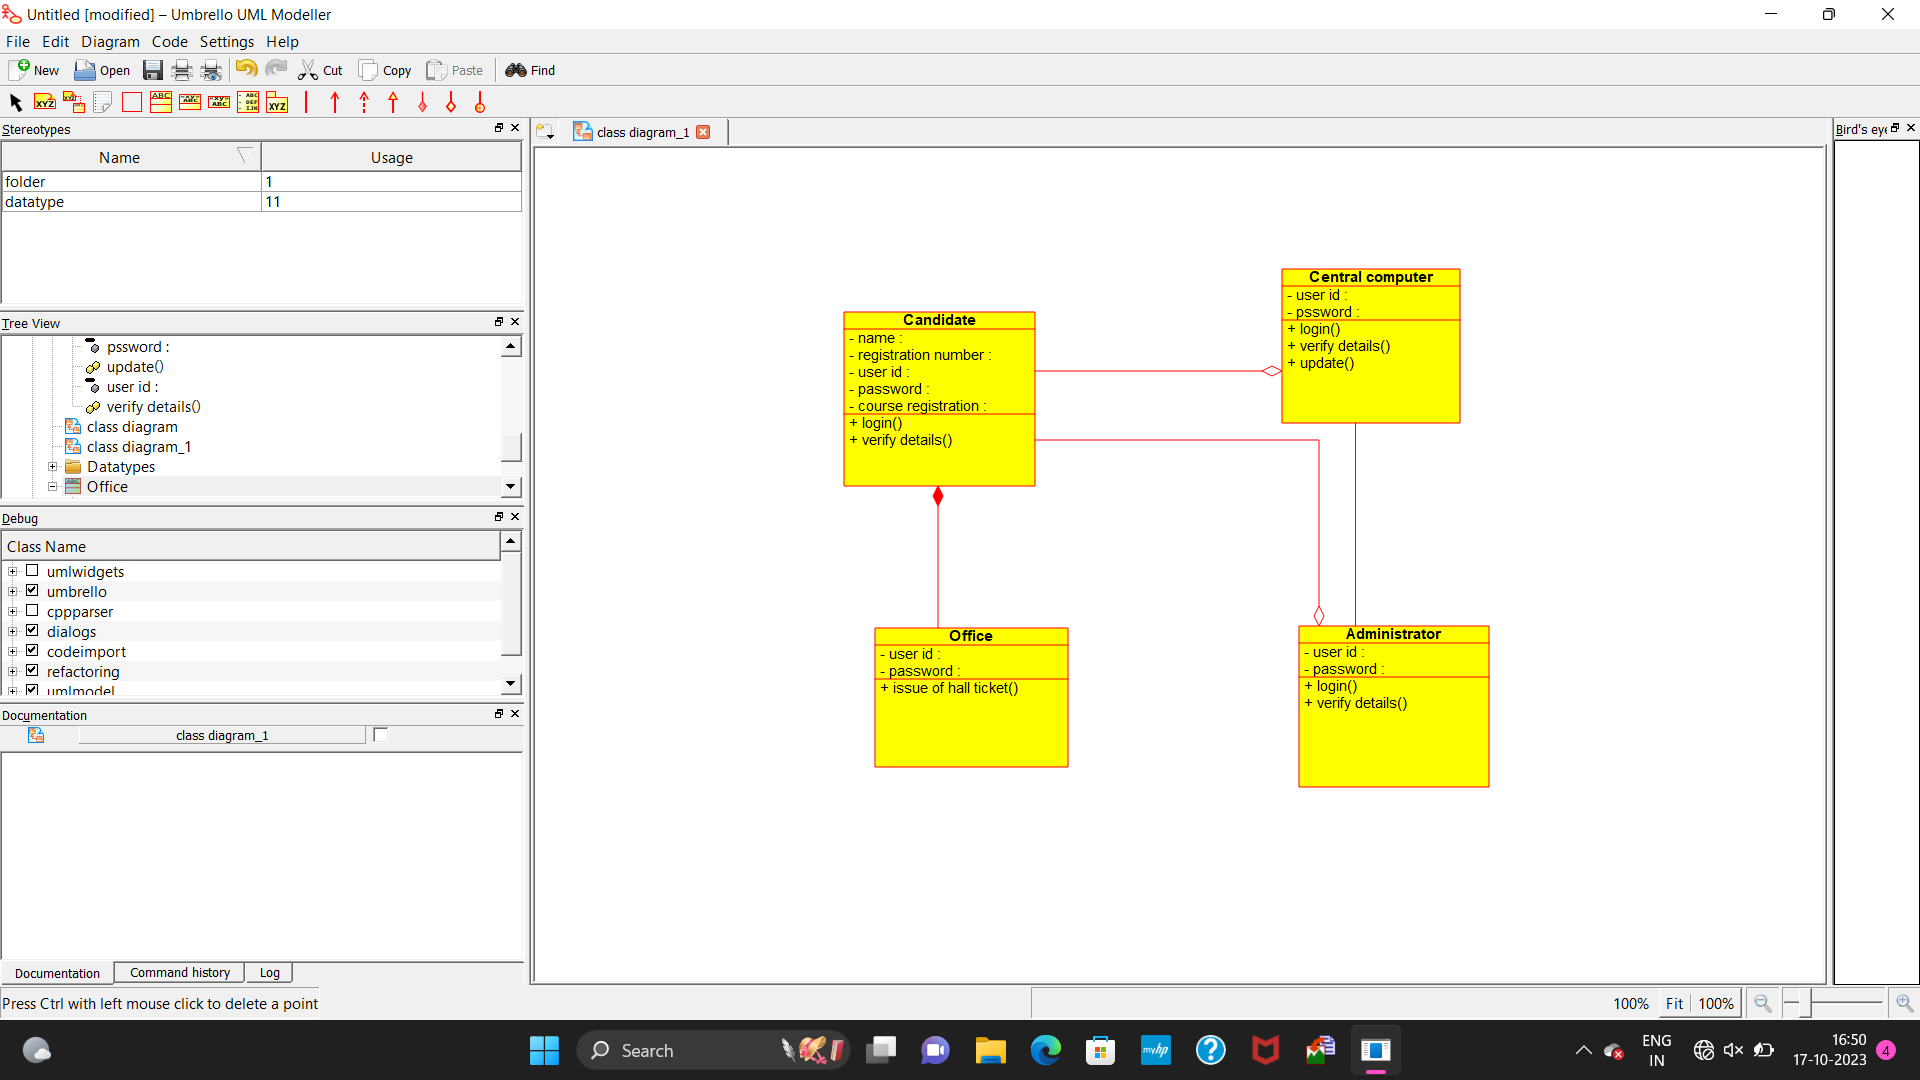 Untitled [modified] – Umbrello UML Modeller
File Edit Diagram Code Settings Help
New Open Cut Copy Paste Find
Stereotypes
Name Usage
folder 1
datatype 11
Tree View
pssword :
update()
user id :
verify details()
class diagram
class diagram_1
Datatypes
Office
Debug
Class Name
umlwidgets
umbrello
cppparser
dialogs
codeimport
refactoring
umlmodel
Documentation
class diagram_1
Documentation Command history Log
Press Ctrl with left mouse click to delete a point
class diagram_1
Candidate
- name :
- registration number :
- user id :
- password :
- course registration :
+ login()
+ verify details()
Central computer
- user id :
- pssword :
+ login()
+ verify details()
+ update()
Office
- user id :
- password :
+ issue of hall ticket()
Administrator
- user id :
- password :
+ login()
+ verify details()
Bird's eye
100% Fit 100%
Search
myhp
ENG
IN
16:50
17-10-2023
4